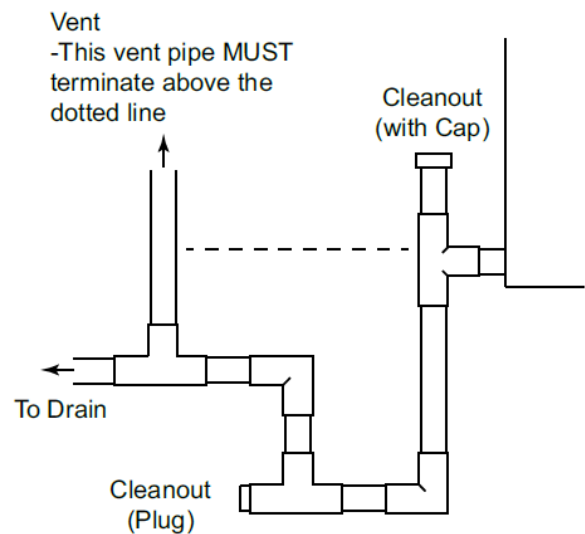 Vent
-This vent pipe MUST
terminate above the
dotted line
Cleanout
(with Cap)
To Drain
Cleanout
(Plug)